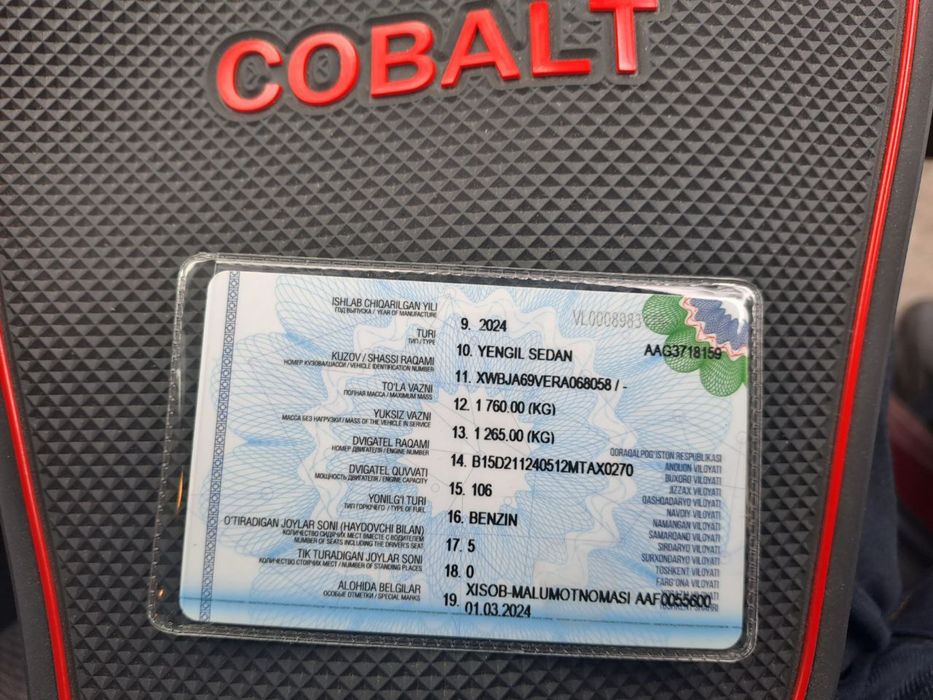 COBALT
VL0008983
ISHLAB CHIQARILGAN YILI
ГОД ВЫПУСКА / YEAR OF MANUFACTURE
9. 2024
TURI
ТИП / TYPE
10. YENGIL SEDAN
AAG3718159
KUZOV / SHASSI RAQAMI
НОМЕР КУЗОВА/ШАССИ / VEHICLE IDENTIFICATION NUMBER
11. XWBJA69VERA068058 / -
TO'LA VAZNI
ПОЛНАЯ МАССА / MAXIMUM MASS
12. 1 760.00 (KG)
YUKSIZ VAZNI
МАССА БЕЗ НАГРУЗКИ / MASS OF THE VEHICLE IN SERVICE
13. 1 265.00 (KG)
DVIGATEL RAQAMI
НОМЕР ДВИГАТЕЛЯ / ENGINE NUMBER
14. B15D211240512MTAX0270
DVIGATEL QUVVATI
МОЩНОСТЬ ДВИГАТЕЛЯ / ENGINE CAPACITY
15. 106
YONILG'I TURI
ТИП ГОРЮЧЕГО / TYPE OF FUEL
16. BENZIN
O'TIRADIGAN JOYLAR SONI (HAYDOVCHI BILAN)
КОЛИЧЕСТВО СИДЯЧИХ МЕСТ ВМЕСТЕ С ВОДИТЕЛЕМ
NUMBER OF SEATS INCLUDING THE DRIVER'S SEAT
17. 5
TIK TURADIGAN JOYLAR SONI
КОЛИЧЕСТВО СТОЯЧИХ МЕСТ / NUMBER OF STANDING PLACES
18. 0
ALOHIDA BELGILAR
ОСОБЫЕ ОТМЕТКИ / SPECIAL MARKS
19. XISOB-MALUMOTNOMASI AAF0055600
01.03.2024
QORAQALPOG'ISTON RESPUBLIKASI
ANDIJON VILOYATI
BUXORO VILOYATI
JIZZAX VILOYATI
QASHQADARYO VILOYATI
NAVOIY VILOYATI
NAMANGAN VILOYATI
SAMARQAND VILOYATI
SIRDARYO VILOYATI
SURXONDARYO VILOYATI
TOSHKENT VILOYATI
FARG'ONA VILOYATI